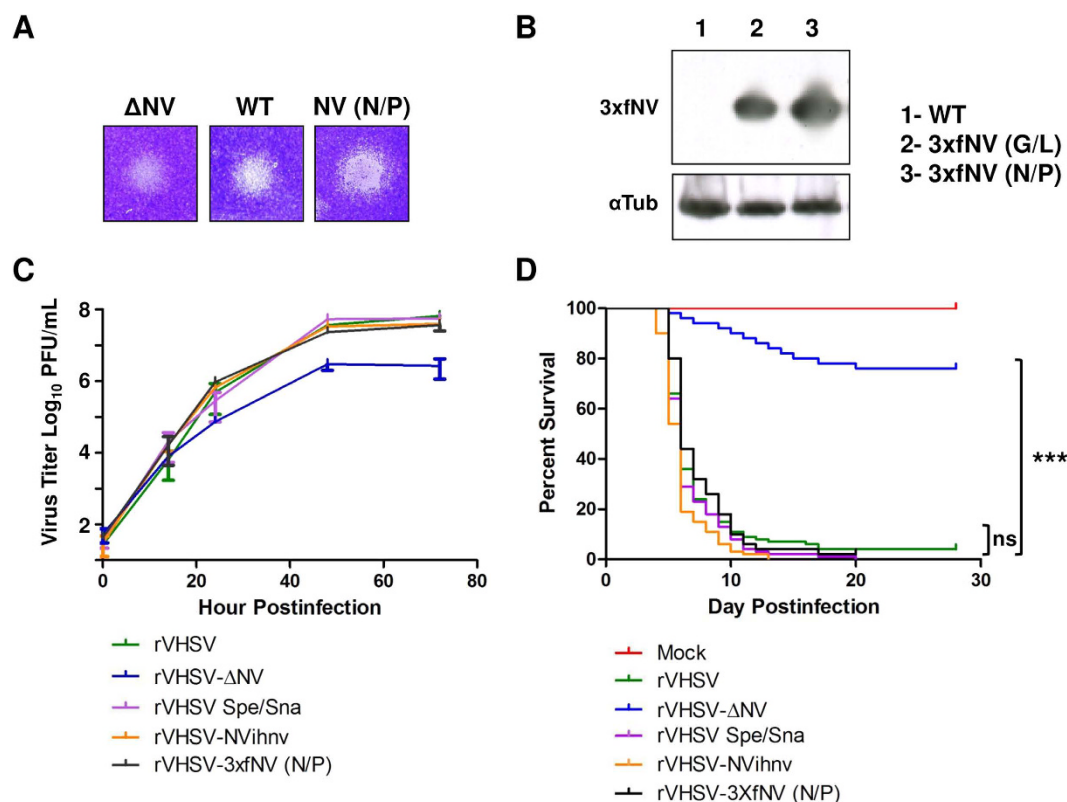 A
ΔNV WT NV (N/P)
B
1 2 3
3xfNV
αTub
1- WT
2- 3xfNV (G/L)
3- 3xfNV (N/P)
C
Virus Titer Log₁₀ PFU/mL
8
6
4
2
0 20 40 60 80
Hour Postinfection
rVHSV
rVHSV-ΔNV
rVHSV Spe/Sna
rVHSV-NVihnv
rVHSV-3xfNV (N/P)
D
Percent Survival
100
80
60
40
20
0
***
ns
0 10 20 30
Day Postinfection
Mock
rVHSV
rVHSV-ΔNV
rVHSV Spe/Sna
rVHSV-NVihnv
rVHSV-3XfNV (N/P)